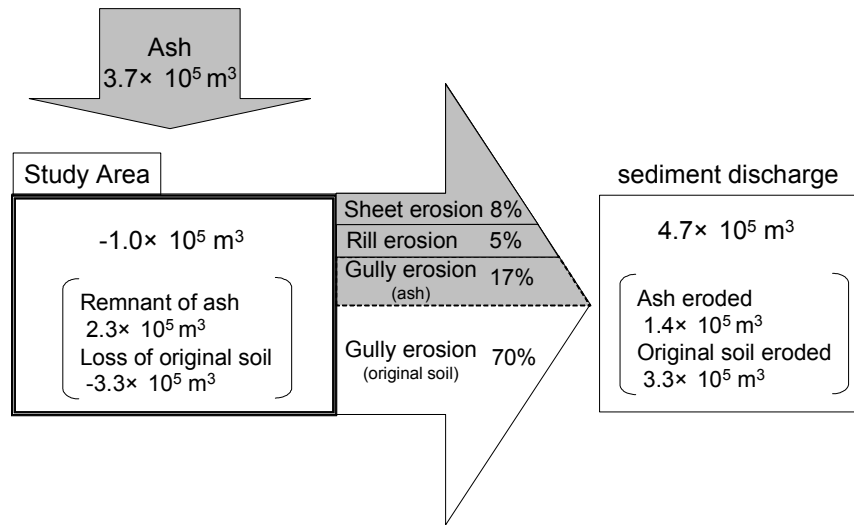 Ash
3.7× 10⁵ m³
Study Area
-1.0× 10⁵ m³
Remnant of ash
2.3× 10⁵ m³
Loss of original soil
-3.3× 10⁵ m³
Sheet erosion 8%
Rill erosion 5%
Gully erosion 17%
(ash)
Gully erosion 70%
(original soil)
sediment discharge
4.7× 10⁵ m³
Ash eroded
1.4× 10⁵ m³
Original soil eroded
3.3× 10⁵ m³